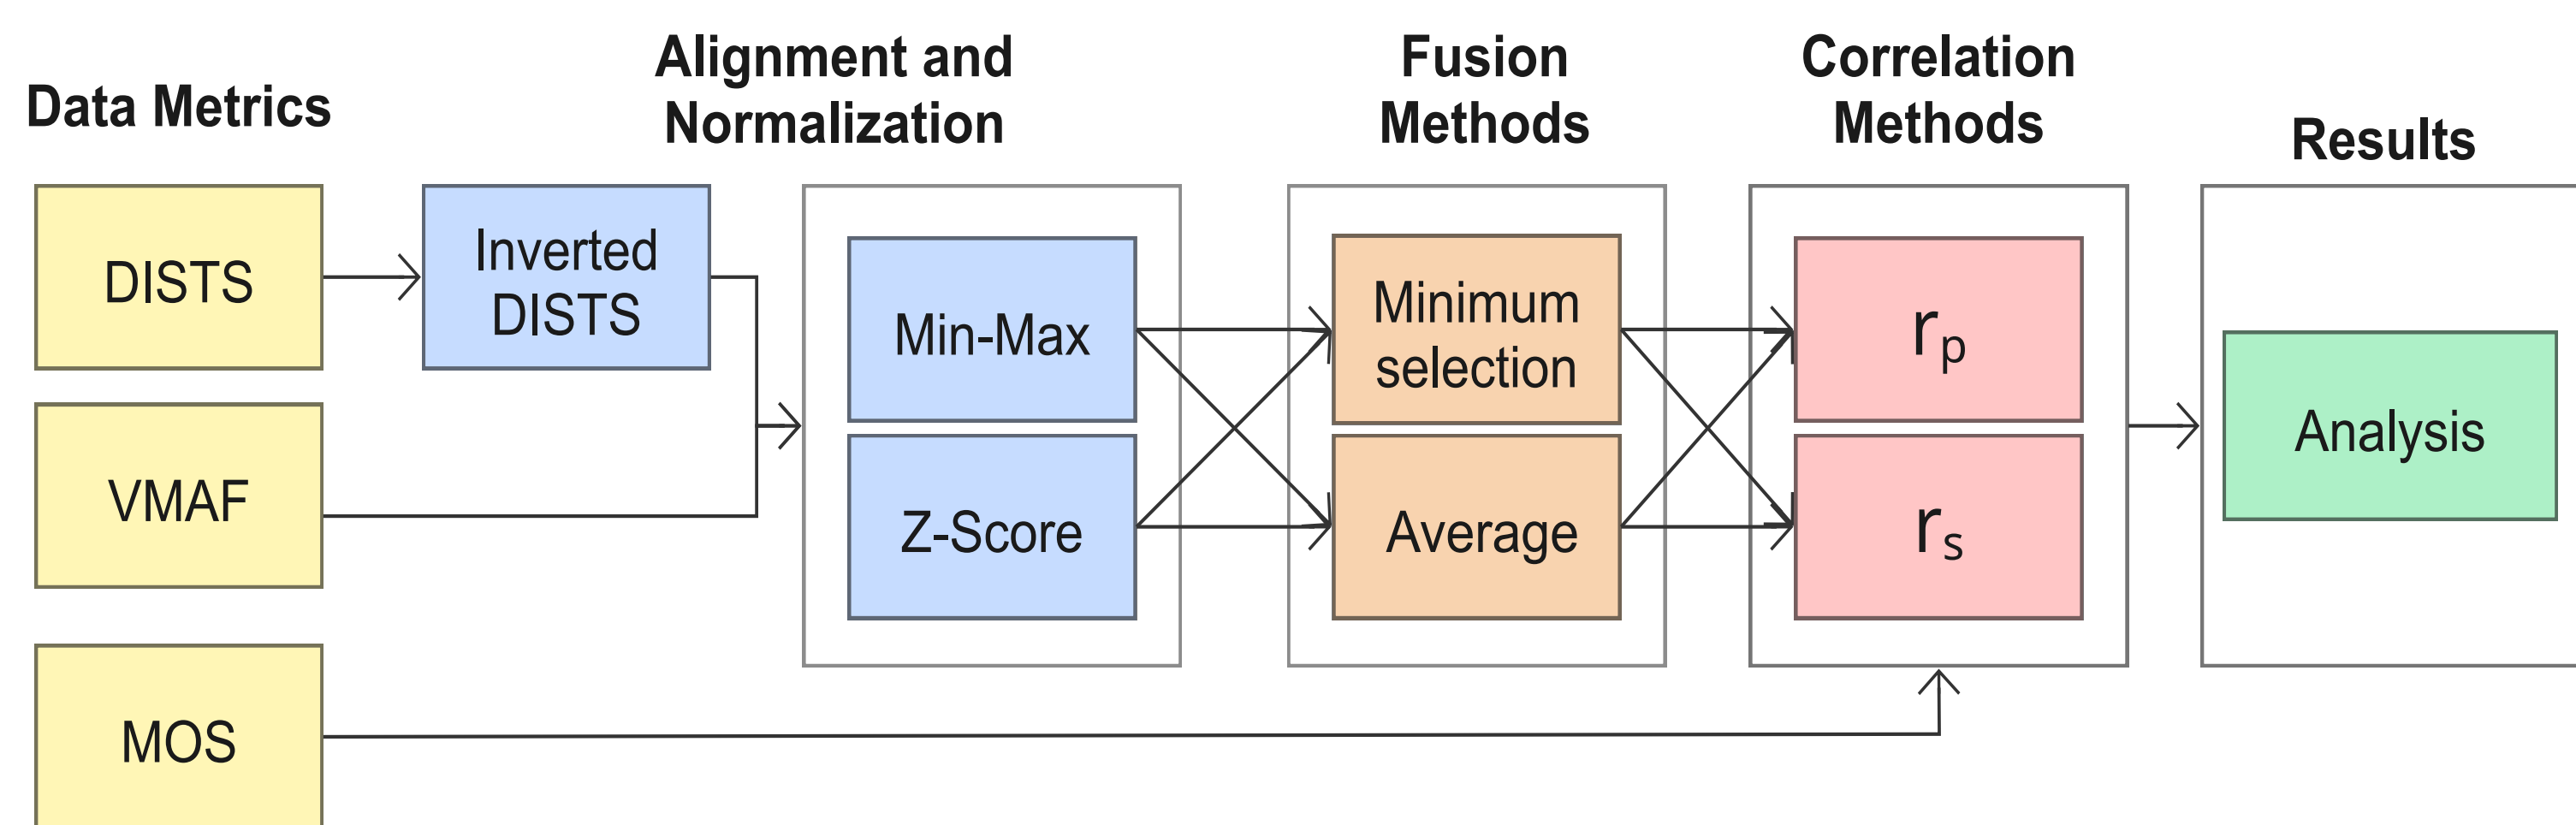 Data Metrics
Alignment and
Normalization
Fusion
Methods
Correlation
Methods
Results
DISTS
Inverted
DISTS
VMAF
MOS
Min-Max
Z-Score
Minimum
selection
Average
rp
rs
Analysis